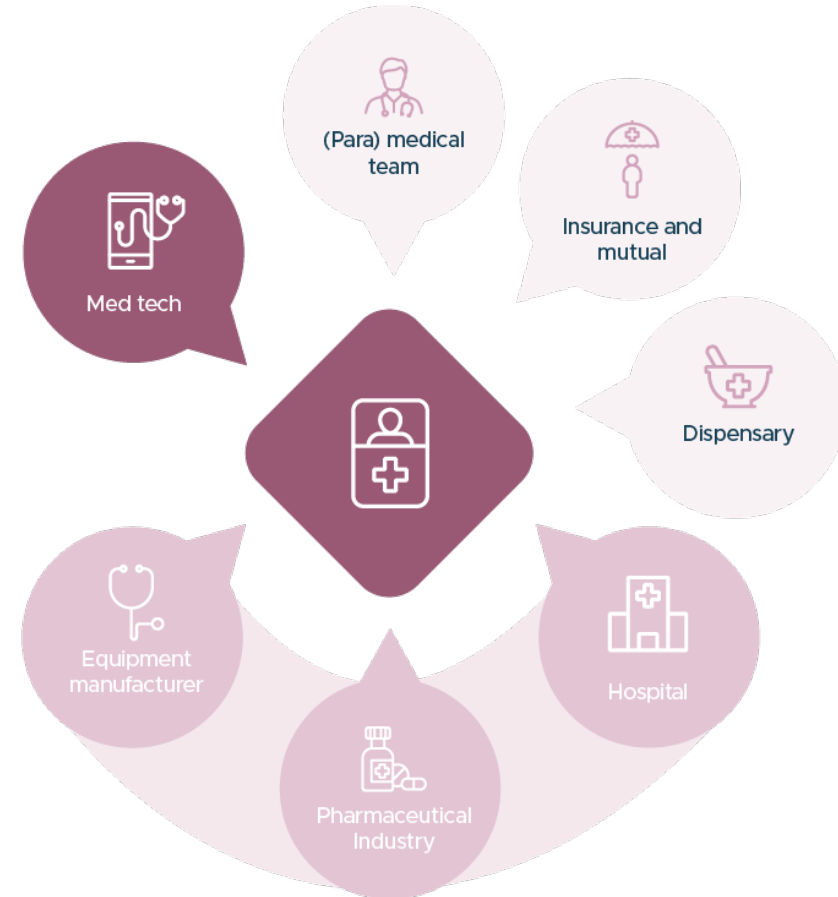 (Para) medical
team
Insurance and
mutual
Med tech
Dispensary
Equipment
manufacturer
Hospital
Pharmaceutical
Industry